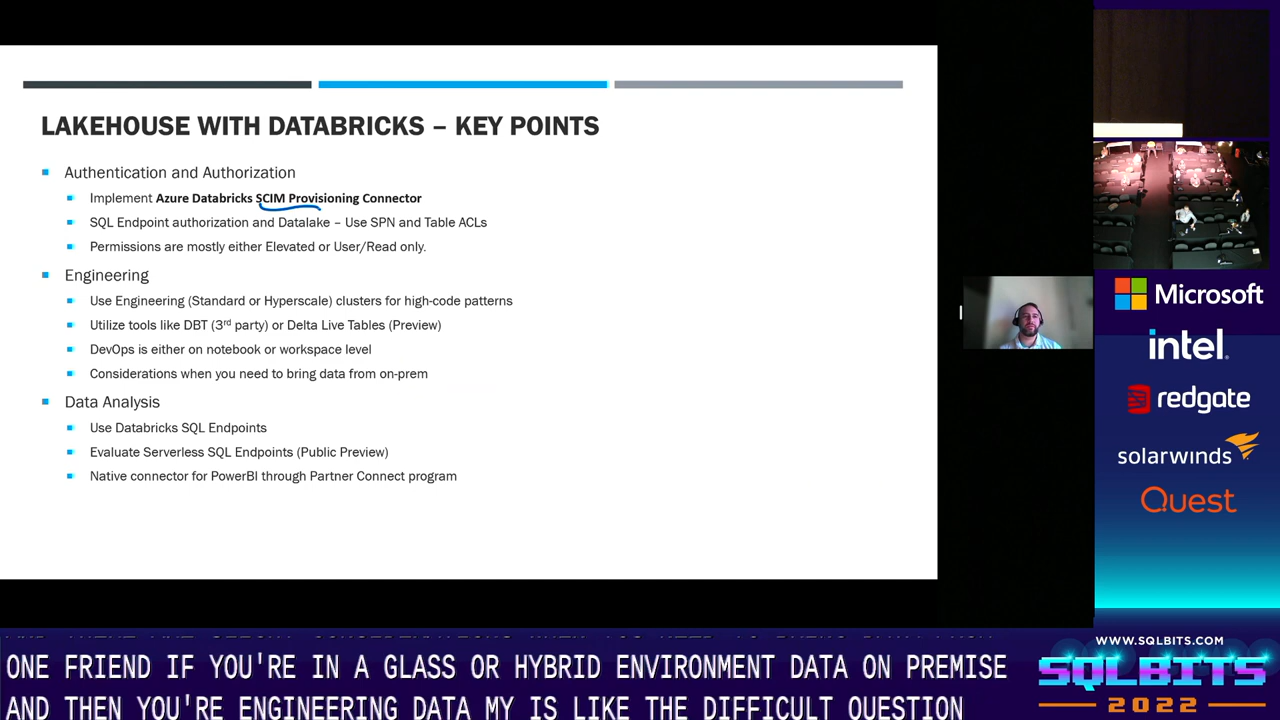 LAKEHOUSE WITH DATABRICKS – KEY POINTS
Authentication and Authorization
Implement Azure Databricks SCIM Provisioning Connector
SQL Endpoint authorization and Datalake – Use SPN and Table ACLs
Permissions are mostly either Elevated or User/Read only.
Engineering
Use Engineering (Standard or Hyperscale) clusters for high-code patterns
Utilize tools like DBT (3rd party) or Delta Live Tables (Preview)
DevOps is either on notebook or workspace level
Considerations when you need to bring data from on-prem
Data Analysis
Use Databricks SQL Endpoints
Evaluate Serverless SQL Endpoints (Public Preview)
Native connector for PowerBI through Partner Connect program
Microsoft
intel.
redgate
solarwinds
Quest
WWW.SQLBITS.COM
SQLBITS
2022
ONE FRIEND IF YOU'RE IN A GLASS OR HYBRID ENVIRONMENT DATA ON PREMISE
AND THEN YOU'RE ENGINEERING DATA MY IS LIKE THE DIFFICULT QUESTION